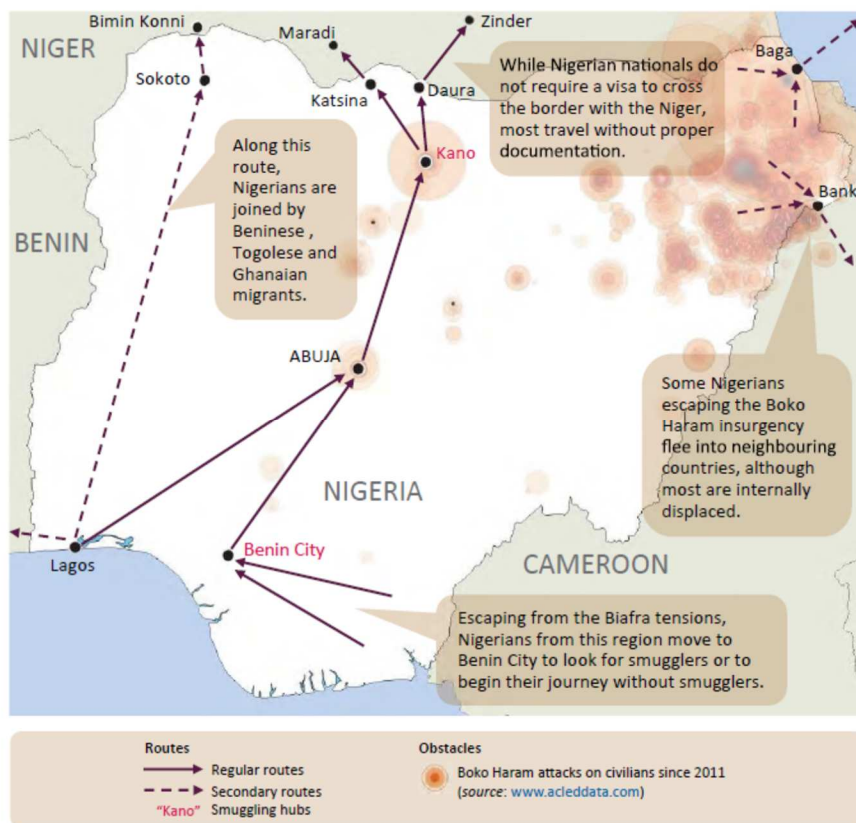 Bimin Konni
Maradi
Zinder
NIGER
Sokoto
Katsina
Daura
Baga
While Nigerian nationals do
not require a visa to cross
the border with the Niger,
most travel without proper
documentation.
Kano
Along this
route,
Nigerians are
joined by
Beninese ,
Togolese and
Ghanaian
migrants.
Bank
BENIN
ABUJA
Some Nigerians
escaping the Boko
Haram insurgency
flee into neighbouring
countries, although
most are internally
displaced.
NIGERIA
Lagos
Benin City
CAMEROON
Escaping from the Biafra tensions,
Nigerians from this region move to
Benin City to look for smugglers or to
begin their journey without smugglers.
Routes
Regular routes
Secondary routes
"Kano" Smuggling hubs
Obstacles
Boko Haram attacks on civilians since 2011
(source: www.acleddata.com)